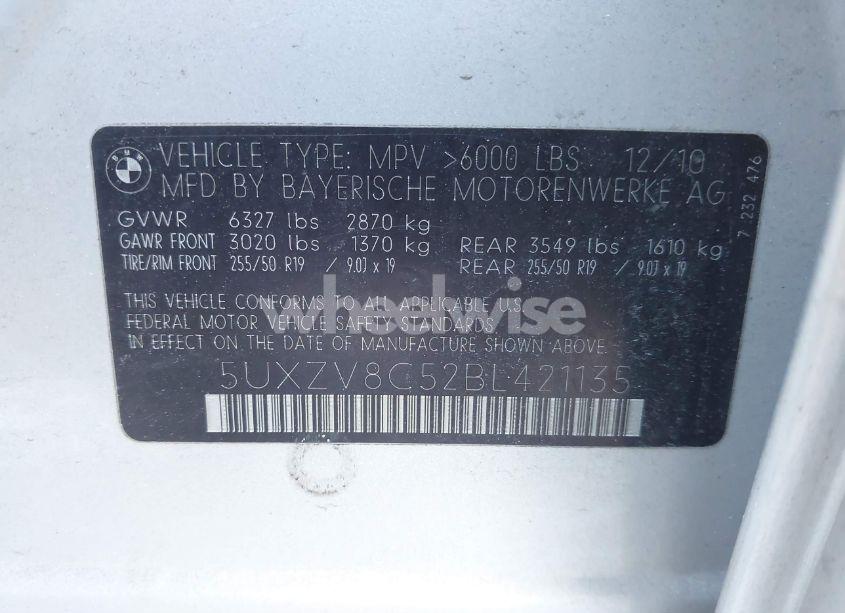 BMW
VEHICLE TYPE: MPV >6000 LBS 12/10
MFD BY BAYERISCHE MOTORENWERKE AG
GVWR 6327 lbs 2870 kg
GAWR FRONT 3020 lbs 1370 kg REAR 3549 lbs 1610 kg
TIRE/RIM FRONT 255/50 R19 / 9.0J x 19 REAR 255/50 R19 / 9.0J x 19
THIS VEHICLE CONFORMS TO ALL APPLICABLE U.S.
FEDERAL MOTOR VEHICLE SAFETY STANDARDS
IN EFFECT ON THE DATE OF MANUFACTURE SHOWN ABOVE.
5UXZV8C52BL421135
7 232 476
wheelwise